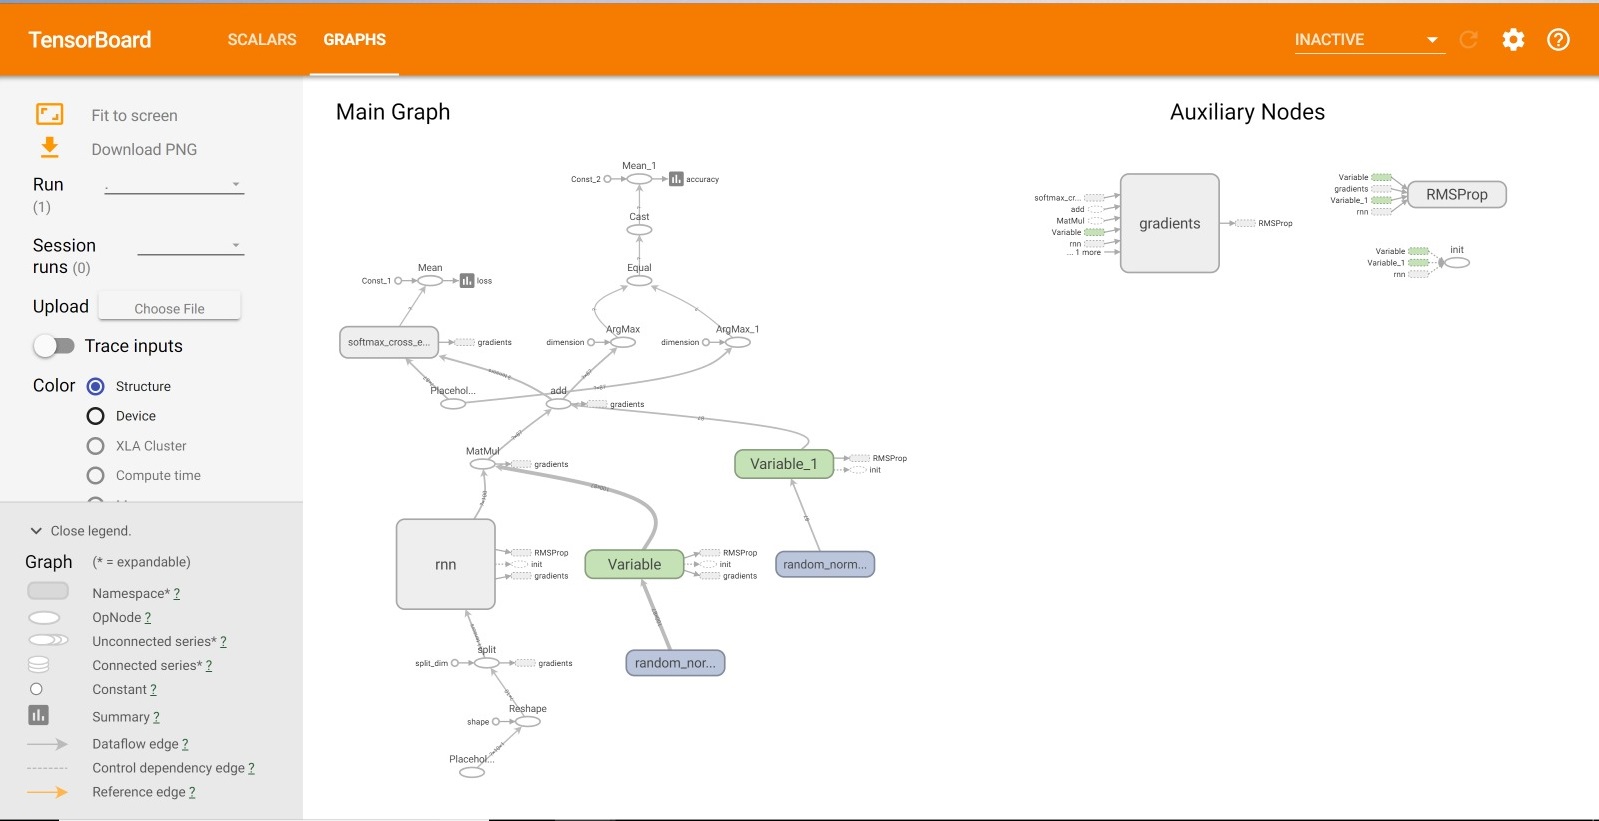 TensorBoard
SCALARS
GRAPHS
INACTIVE
Fit to screen
Download PNG
Run
(1)
.
Session
runs (0)
Upload
Choose File
Trace inputs
Color
Structure
Device
XLA Cluster
Compute time
Close legend.
Graph
(* = expandable)
Namespace* ?
OpNode ?
Unconnected series* ?
Connected series* ?
Constant ?
Summary ?
Dataflow edge ?
Control dependency edge ?
Reference edge ?
Main Graph
Mean_1
Const_2
accuracy
Cast
Equal
Mean
Const_1
loss
ArgMax
dimension
ArgMax_1
dimension
softmax_cross_e...
gradients
Placehol...
add
gradients
MatMul
gradients
Variable_1
RMSProp
init
rnn
RMSProp
init
gradients
Variable
RMSProp
init
gradients
random_norm...
random_nor...
split
split_dim
gradients
Reshape
shape
Placehol...
Auxiliary Nodes
softmax_cr...
add
MatMul
Variable
rnn
... 1 more
gradients
RMSProp
Variable
gradients
Variable_1
rnn
RMSProp
Variable
Variable_1
rnn
init